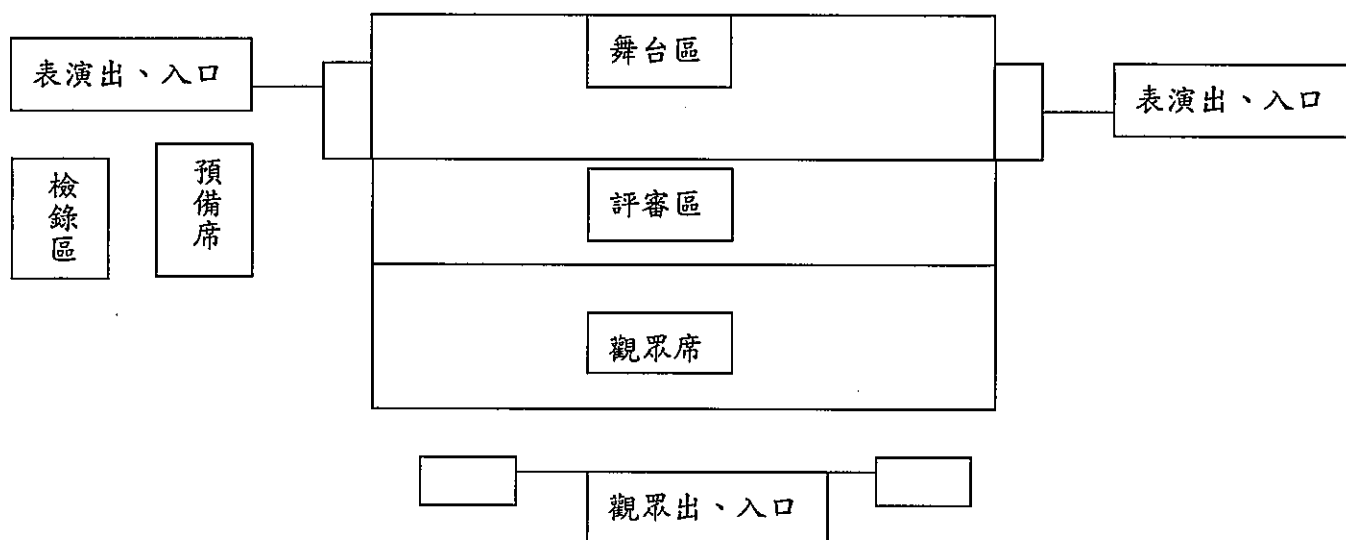 舞台區
表演出、入口
表演出、入口
檢錄區
預備席
評審區
觀眾席
觀眾出、入口